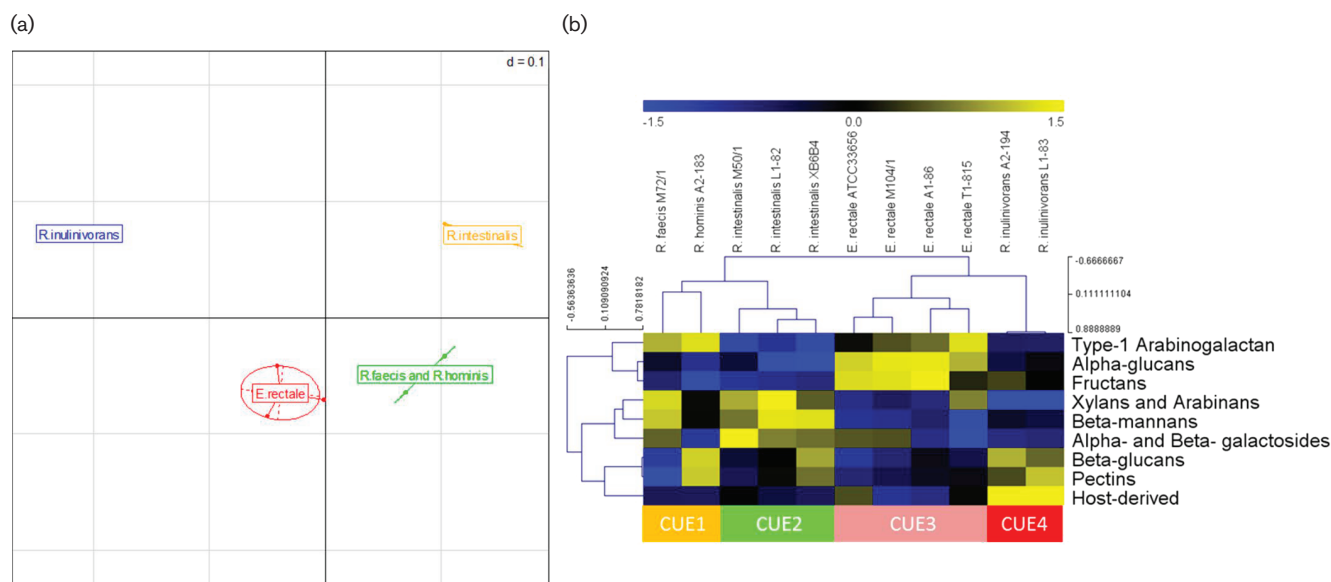 (a)
d = 0.1
R.inulinivorans
R.intestinalis
R.faecis and R.hominis
E.rectale
(b)
-1.5 0.0 1.5
R. faecis M72/1
R. hominis A2-183
R. intestinalis M50/1
R. intestinalis L1-82
R. intestinalis XB6B4
E. rectale ATCC33656
E. rectale M104/1
E. rectale A1-86
E. rectale T1-815
R. inulinivorans A2-194
R. inulinivorans L1-83
-0.56363636
0.109090924
0.7818182
-0.6666667
0.111111104
0.8888889
Type-1 Arabinogalactan
Alpha-glucans
Fructans
Xylans and Arabinans
Beta-mannans
Alpha- and Beta- galactosides
Beta-glucans
Pectins
Host-derived
CUE1 CUE2 CUE3 CUE4